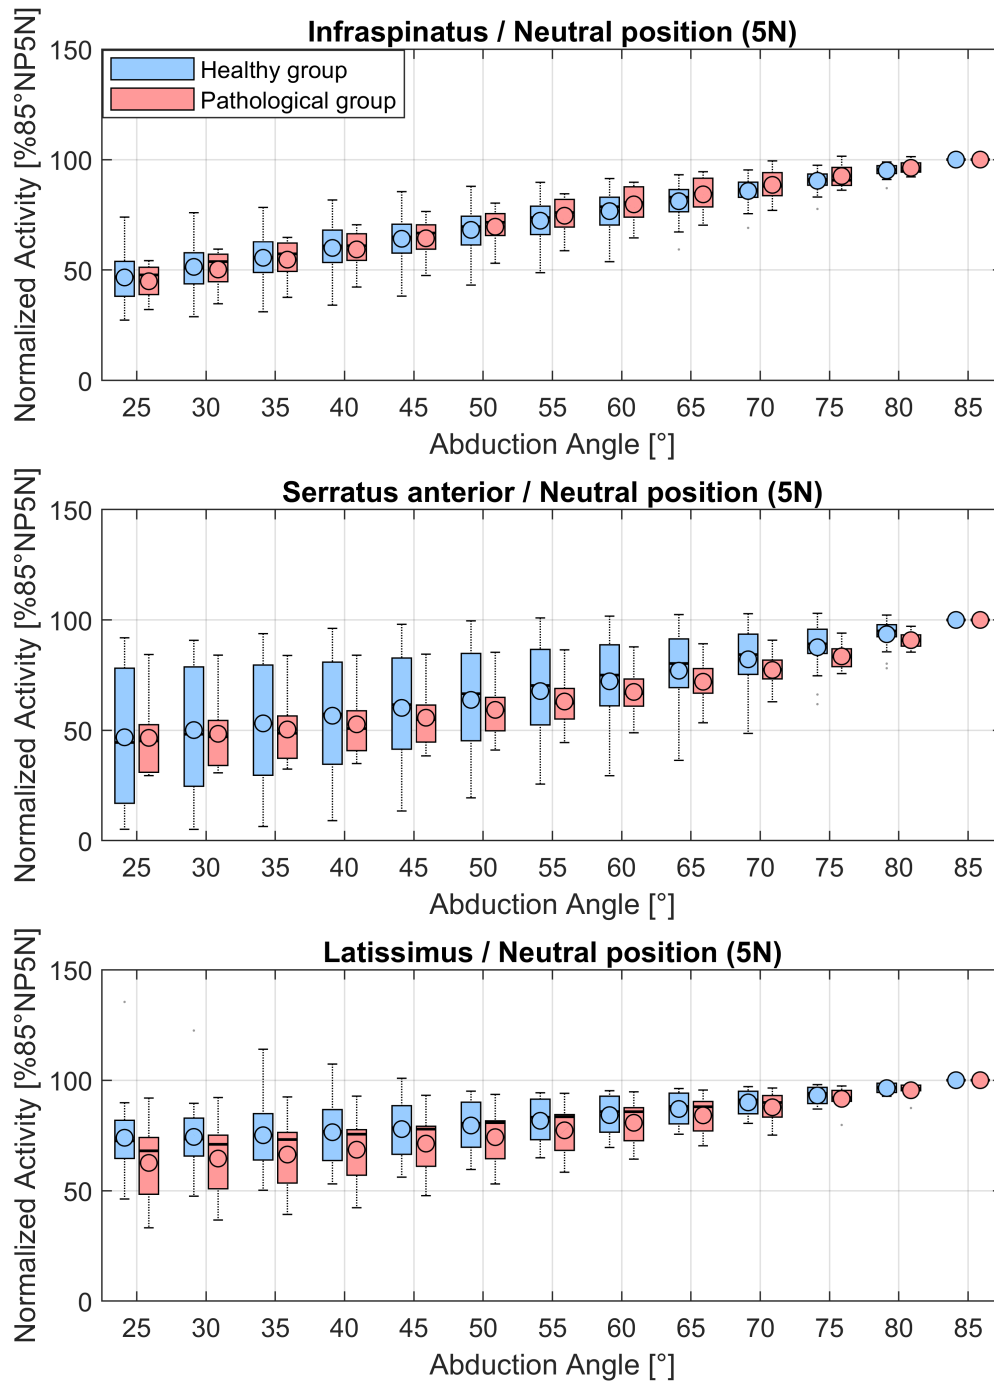 Infraspinatus / Neutral position (5N)
Normalized Activity [%85°NP5N]
150
100
50
0
Healthy group
Pathological group
25 30 35 40 45 50 55 60 65 70 75 80 85
Abduction Angle [°]
Serratus anterior / Neutral position (5N)
Normalized Activity [%85°NP5N]
150
100
50
0
25 30 35 40 45 50 55 60 65 70 75 80 85
Abduction Angle [°]
Latissimus / Neutral position (5N)
Normalized Activity [%85°NP5N]
150
100
50
0
25 30 35 40 45 50 55 60 65 70 75 80 85
Abduction Angle [°]